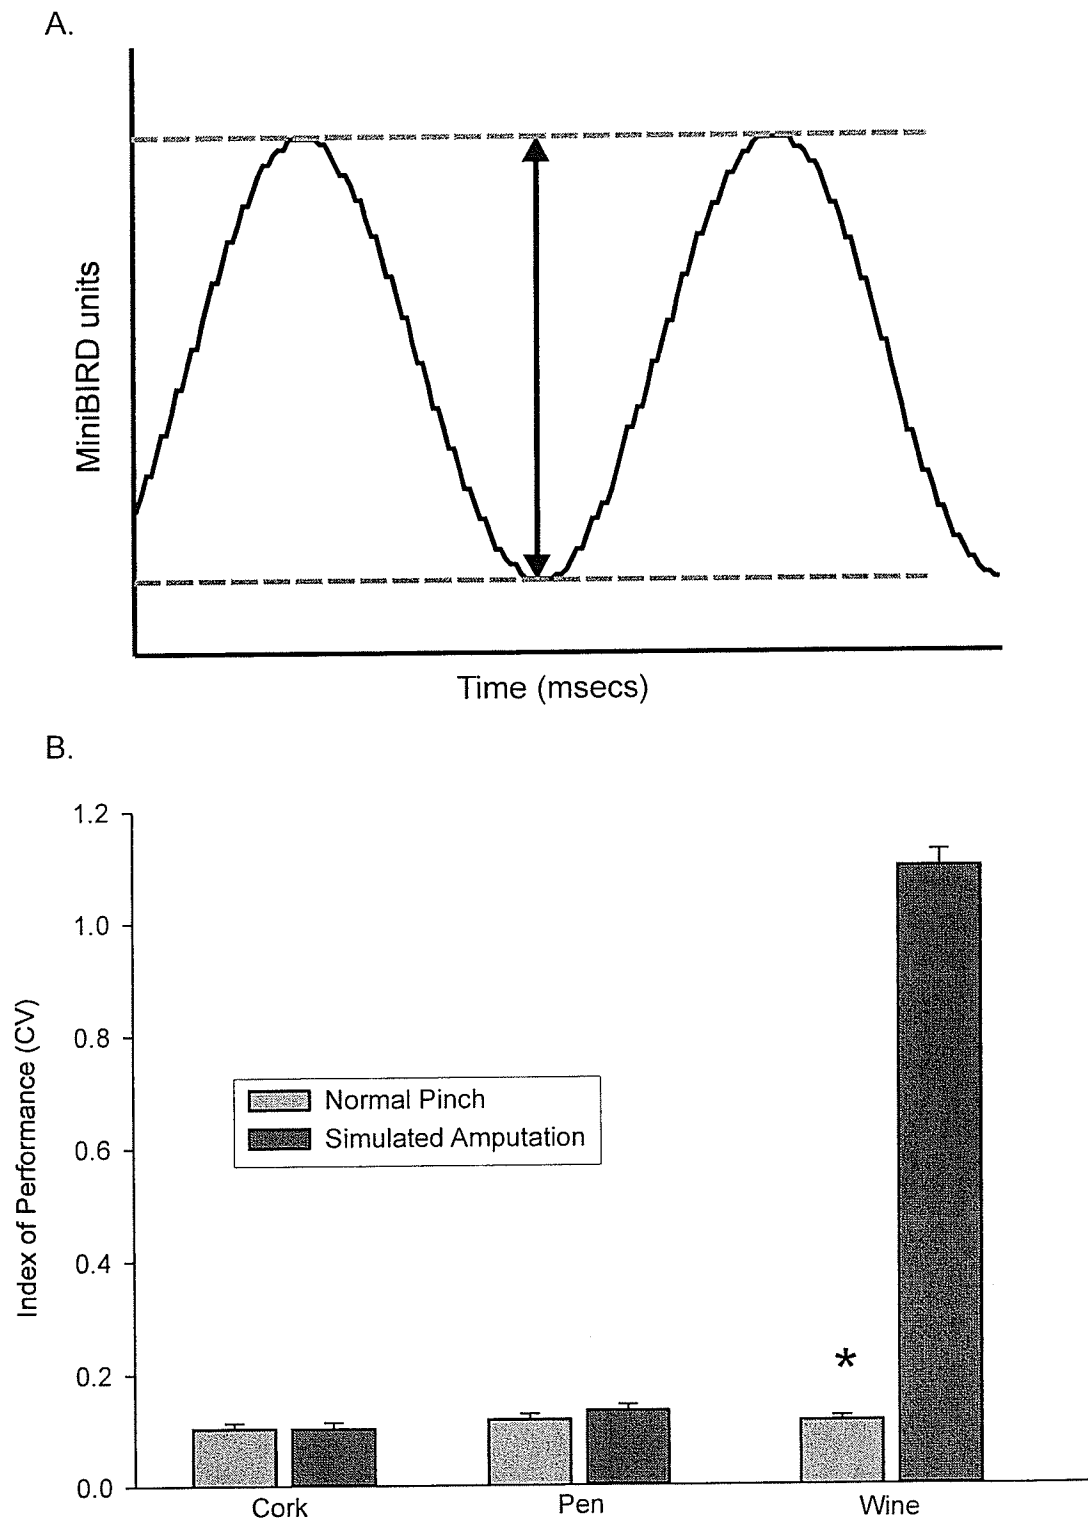 A.
MiniBIRD units
Time (msecs)
B.
Index of Performance (CV)
1.2
1.0
0.8
0.6
0.4
0.2
0.0
Normal Pinch
Simulated Amputation
*
Cork
Pen
Wine